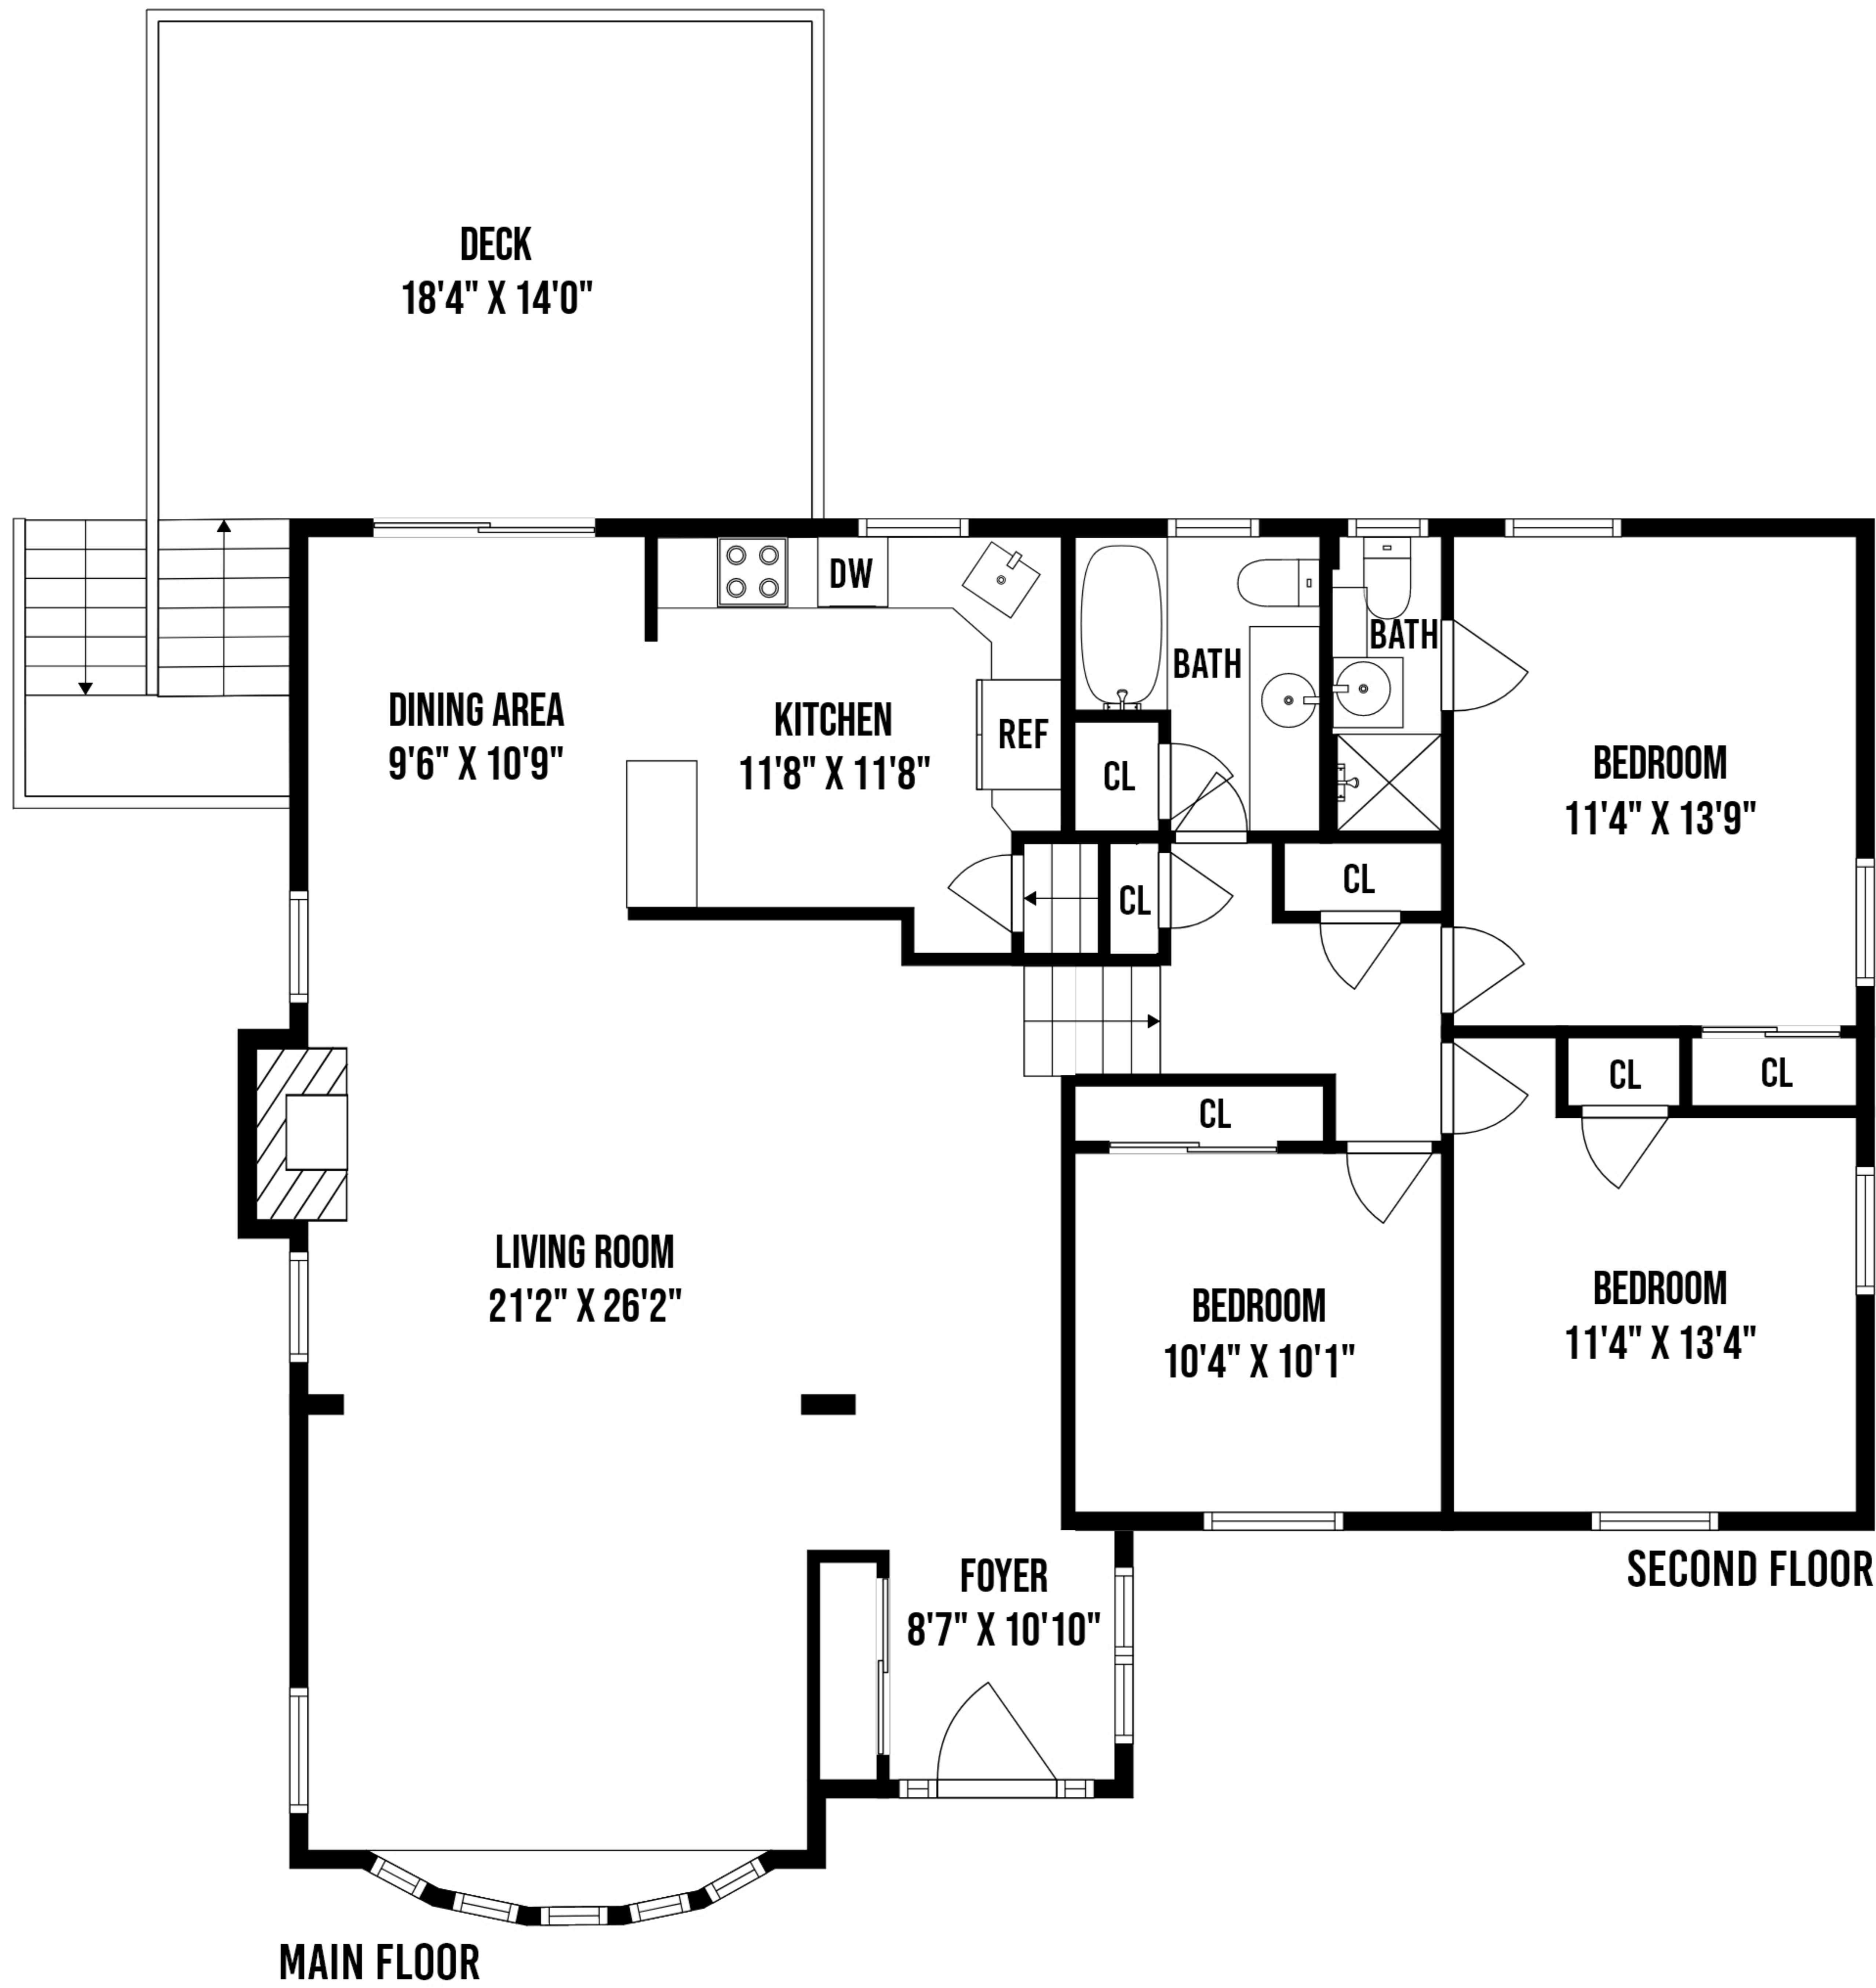 DECK
18'4" X 14'0"
DW
BATH
BATH
DINING AREA
9'6" X 10'9"
KITCHEN
11'8" X 11'8"
REF
CL
BEDROOM
11'4" X 13'9"
CL
CL
CL
CL
CL
LIVING ROOM
21'2" X 26'2"
BEDROOM
10'4" X 10'1"
BEDROOM
11'4" X 13'4"
FOYER
8'7" X 10'10"
SECOND FLOOR
MAIN FLOOR